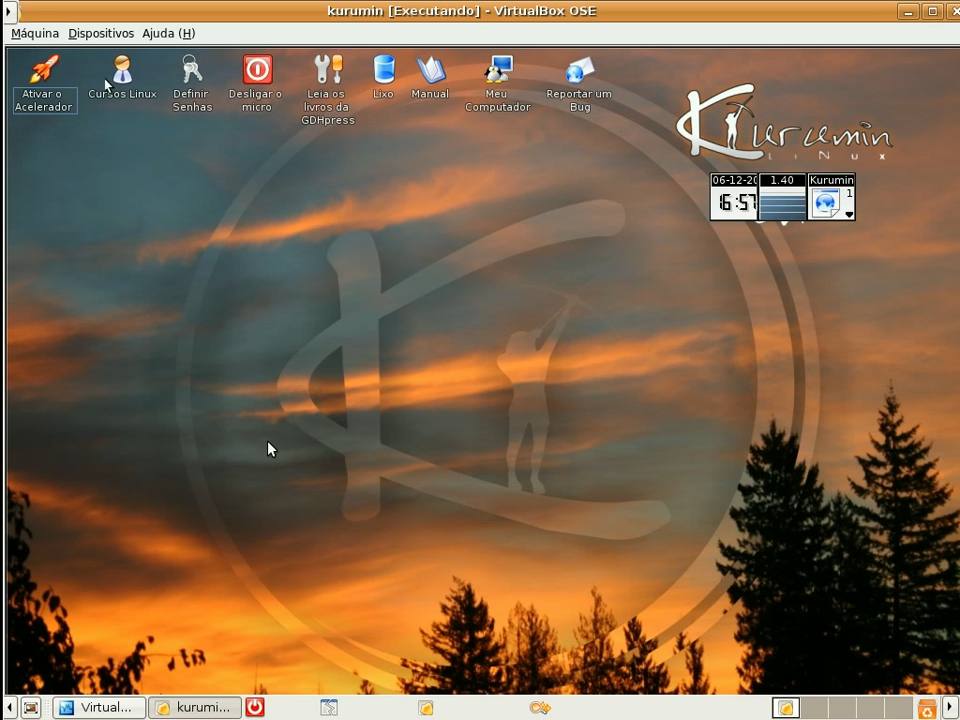 kurumin [Executando] - VirtualBox OSE
Máquina Dispositivos Ajuda (H)
Ativar o
Acelerador
Cursos Linux
Definir
Senhas
Desligar o
micro
Leia os
livros da
GDHpress
Lixo
Manual
Meu
Computador
Reportar um
Bug
Kurumin
LiNux
06-12-20
1.40
Kurumin
16:57
1
Virtual...
kurumi...